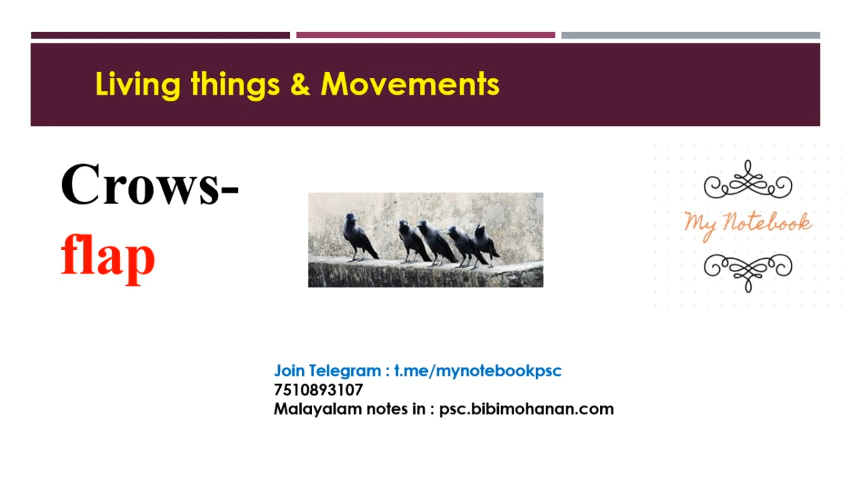 Living things & Movements
Crows-
flap
My Notebook
Join Telegram : t.me/mynotebookpsc
7510893107
Malayalam notes in : psc.bibimohanan.com